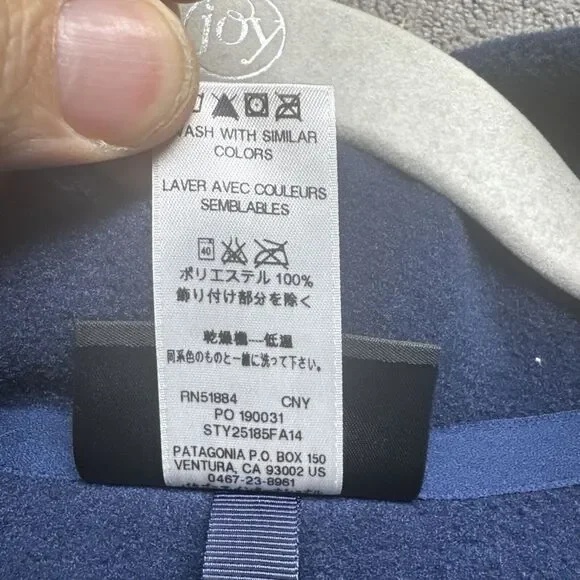 joy
WASH WITH SIMILAR
COLORS
LAVER AVEC COULEURS
SEMBLABLES
40
ポリエステル 100%
飾り付け部分を除く
乾燥機一低温
同系色のものと一緒に洗って下さい。
RN51884 CNY
PO 190031
STY25185FA14
PATAGONIA P.O. BOX 150
VENTURA, CA 93002 US
0467-23-8961